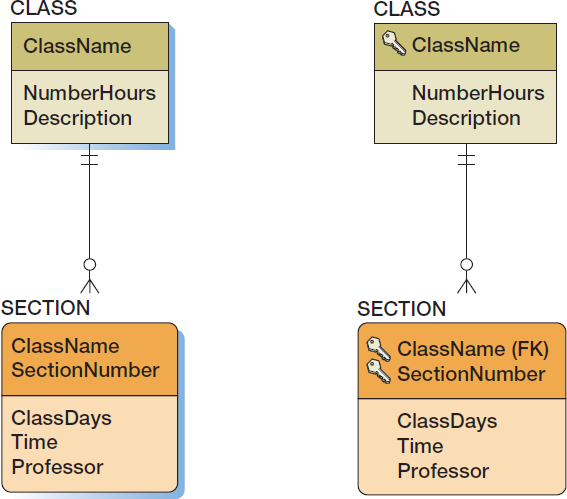 CLASS
ClassName
NumberHours
Description
SECTION
ClassName
SectionNumber
ClassDays
Time
Professor
CLASS
ClassName
NumberHours
Description
SECTION
ClassName (FK)
SectionNumber
ClassDays
Time
Professor